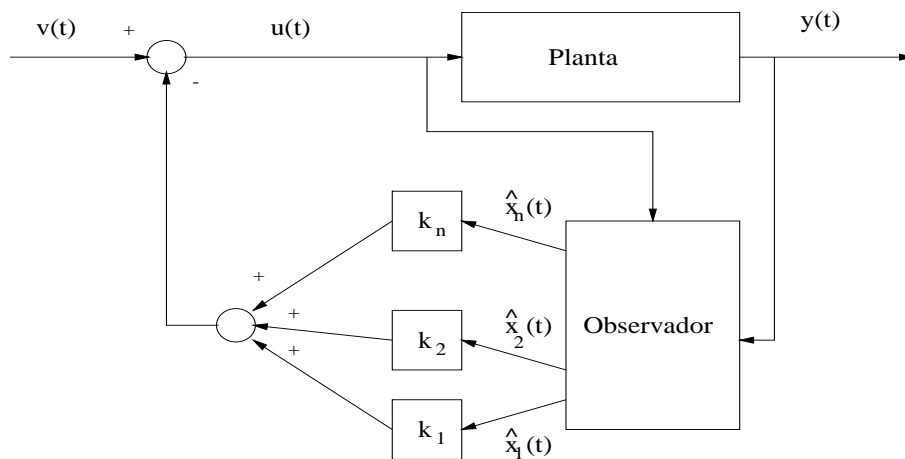 v(t)
+
u(t)
y(t)
-
Planta
k n
x̂n(t)
+
k 2
x̂2(t)
+
Observador
+
k 1
x̂1(t)